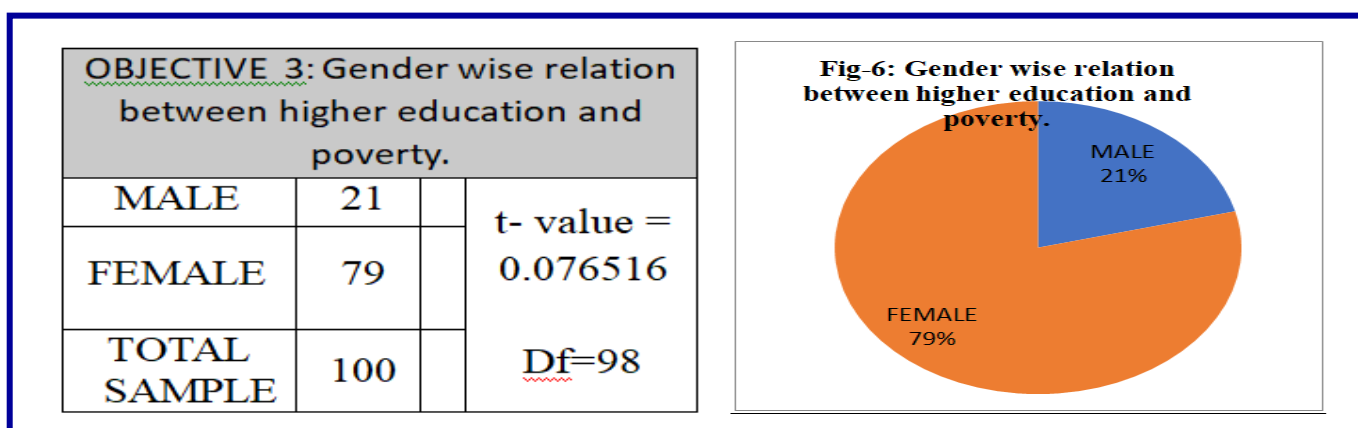 OBJECTIVE 3: Gender wise relation
between higher education and
poverty.
MALE 21
t- value =
0.076516
FEMALE 79
TOTAL
SAMPLE
100
Df=98
Fig-6: Gender wise relation
between higher education and
poverty.
MALE
21%
FEMALE
79%